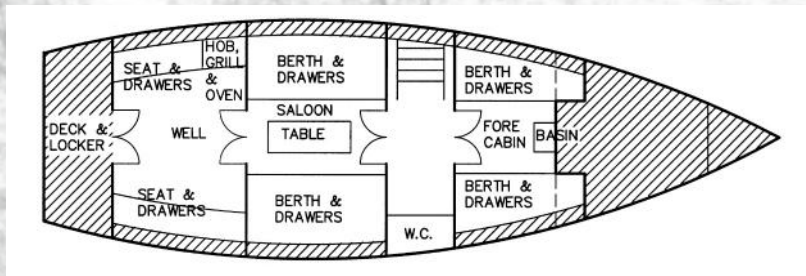 SEAT &
DRAWERS
HOB,
GRILL
&
OVEN
BERTH &
DRAWERS
BERTH &
DRAWERS
DECK &
LOCKER
WELL
SALOON
TABLE
FORE
CABIN
BASIN
SEAT &
DRAWERS
BERTH &
DRAWERS
BERTH &
DRAWERS
W.C.